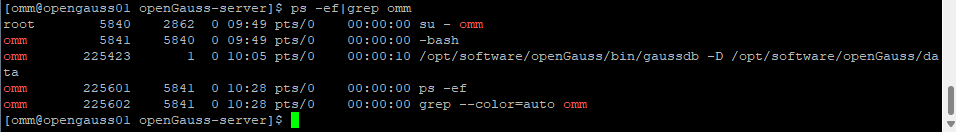 [omm@opengauss01 openGauss-server]$ ps -ef|grep omm
root 5840 2862 0 09:49 pts/0 00:00:00 su - omm
omm 5841 5840 0 09:49 pts/0 00:00:00 -bash
omm 225423 1 0 10:05 pts/0 00:00:10 /opt/software/openGauss/bin/gaussdb -D /opt/software/openGauss/da
ta
omm 225601 5841 0 10:28 pts/0 00:00:00 ps -ef
omm 225602 5841 0 10:28 pts/0 00:00:00 grep --color=auto omm
[omm@opengauss01 openGauss-server]$